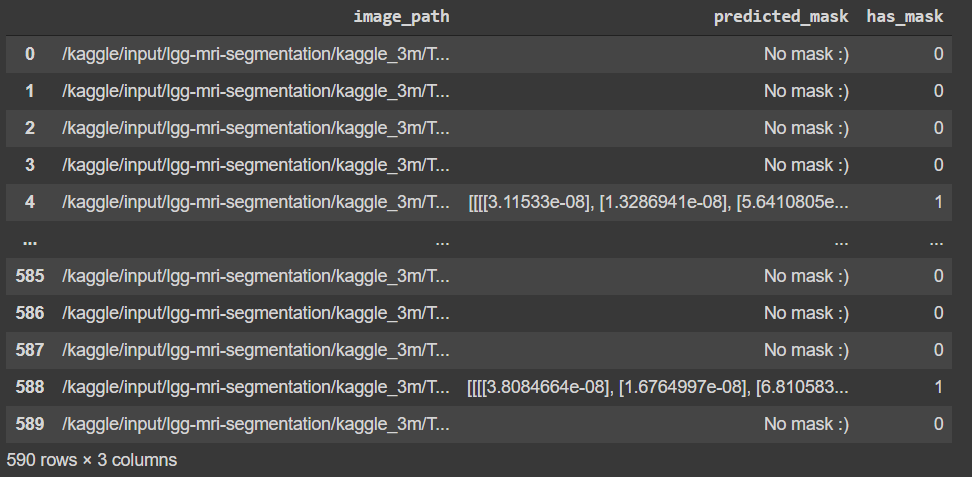 image_path predicted_mask has_mask
0 /kaggle/input/lgg-mri-segmentation/kaggle_3m/T... No mask :) 0
1 /kaggle/input/lgg-mri-segmentation/kaggle_3m/T... No mask :) 0
2 /kaggle/input/lgg-mri-segmentation/kaggle_3m/T... No mask :) 0
3 /kaggle/input/lgg-mri-segmentation/kaggle_3m/T... No mask :) 0
4 /kaggle/input/lgg-mri-segmentation/kaggle_3m/T... [[[[3.11533e-08], [1.3286941e-08], [5.6410805e... 1
... ... ... ...
585 /kaggle/input/lgg-mri-segmentation/kaggle_3m/T... No mask :) 0
586 /kaggle/input/lgg-mri-segmentation/kaggle_3m/T... No mask :) 0
587 /kaggle/input/lgg-mri-segmentation/kaggle_3m/T... No mask :) 0
588 /kaggle/input/lgg-mri-segmentation/kaggle_3m/T... [[[[3.8084664e-08], [1.6764997e-08], [6.810583... 1
589 /kaggle/input/lgg-mri-segmentation/kaggle_3m/T... No mask :) 0
590 rows × 3 columns